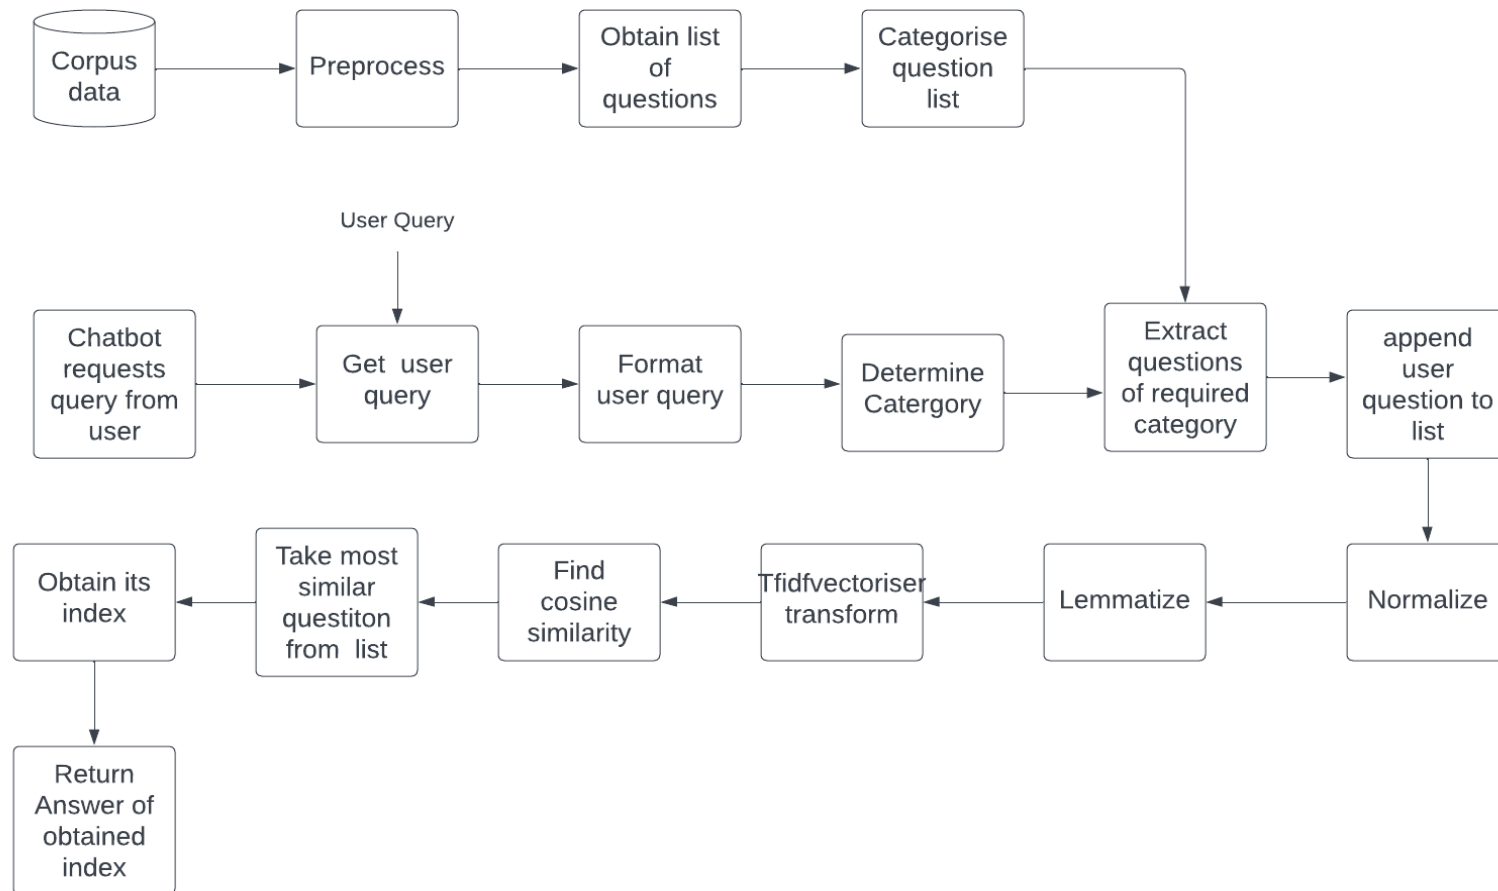 Corpus
data
Preprocess
Obtain list
of
questions
Categorise
question
list
User Query
Chatbot
requests
query from
user
Get  user
query
Format
user query
Determine
Catergory
Extract
questions
of required
category
append
user
question to
list
Normalize
Lemmatize
Tfidfvectoriser
transform
Find
cosine
similarity
Take most
similar
questiton
from  list
Obtain its
index
Return
Answer of
obtained
index